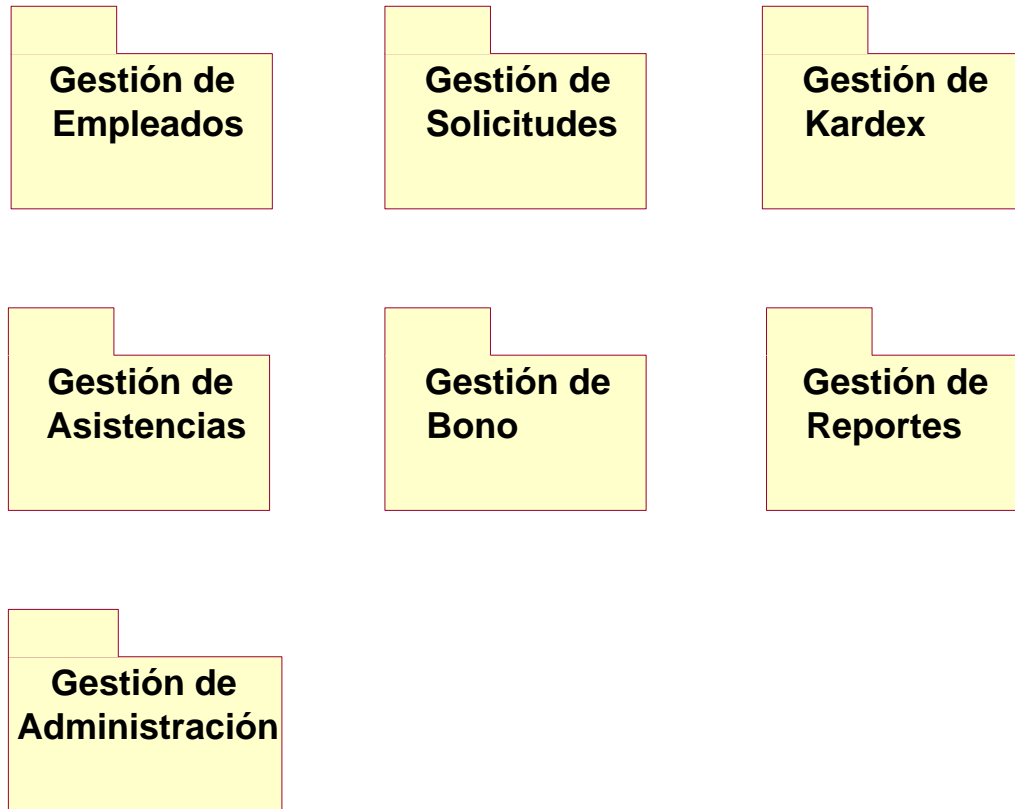 Gestión de
Empleados
Gestión de
Solicitudes
Gestión de
Kardex
Gestión de
Asistencias
Gestión de
Bono
Gestión de
Reportes
Gestión de
Administración